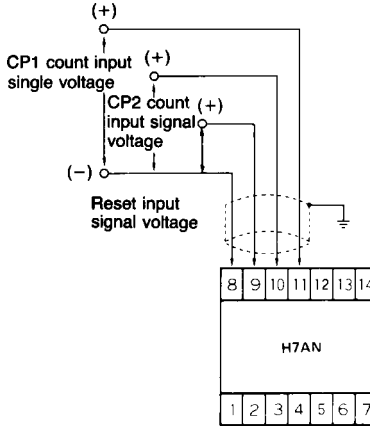 (+)
CP1 count input
single voltage
(+)
CP2 count
input signal
voltage
(+)
(−)
Reset input
signal voltage
8 9 10 11 12 13 14
H7AN
1 2 3 4 5 6 7